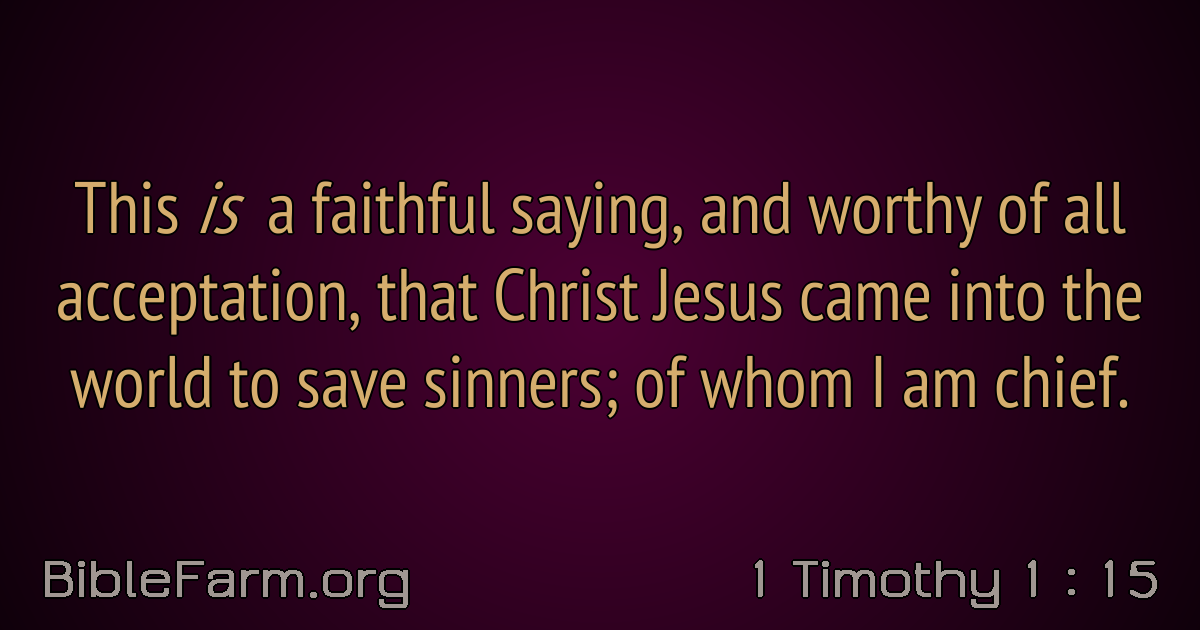 This is a faithful saying, and worthy of all
acceptation, that Christ Jesus came into the
world to save sinners; of whom I am chief.
BibleFarm.org
1 Timothy 1 : 15